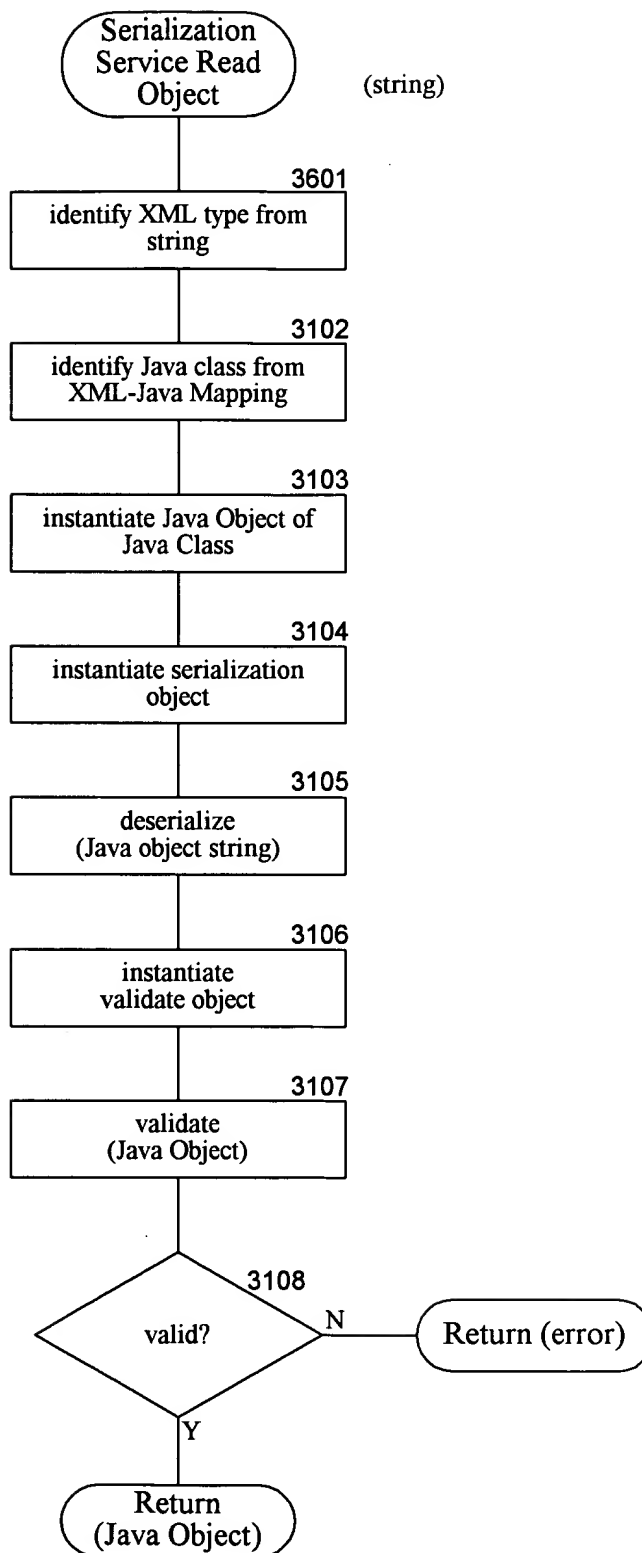 Serialization
Service Read
Object
(string)
3601
identify XML type from
string
3102
identify Java class from
XML-Java Mapping
3103
instantiate Java Object of
Java Class
3104
instantiate serialization
object
3105
deserialize
(Java object string)
3106
instantiate
validate object
3107
validate
(Java Object)
3108
valid?
N
Return (error)
Y
Return
(Java Object)